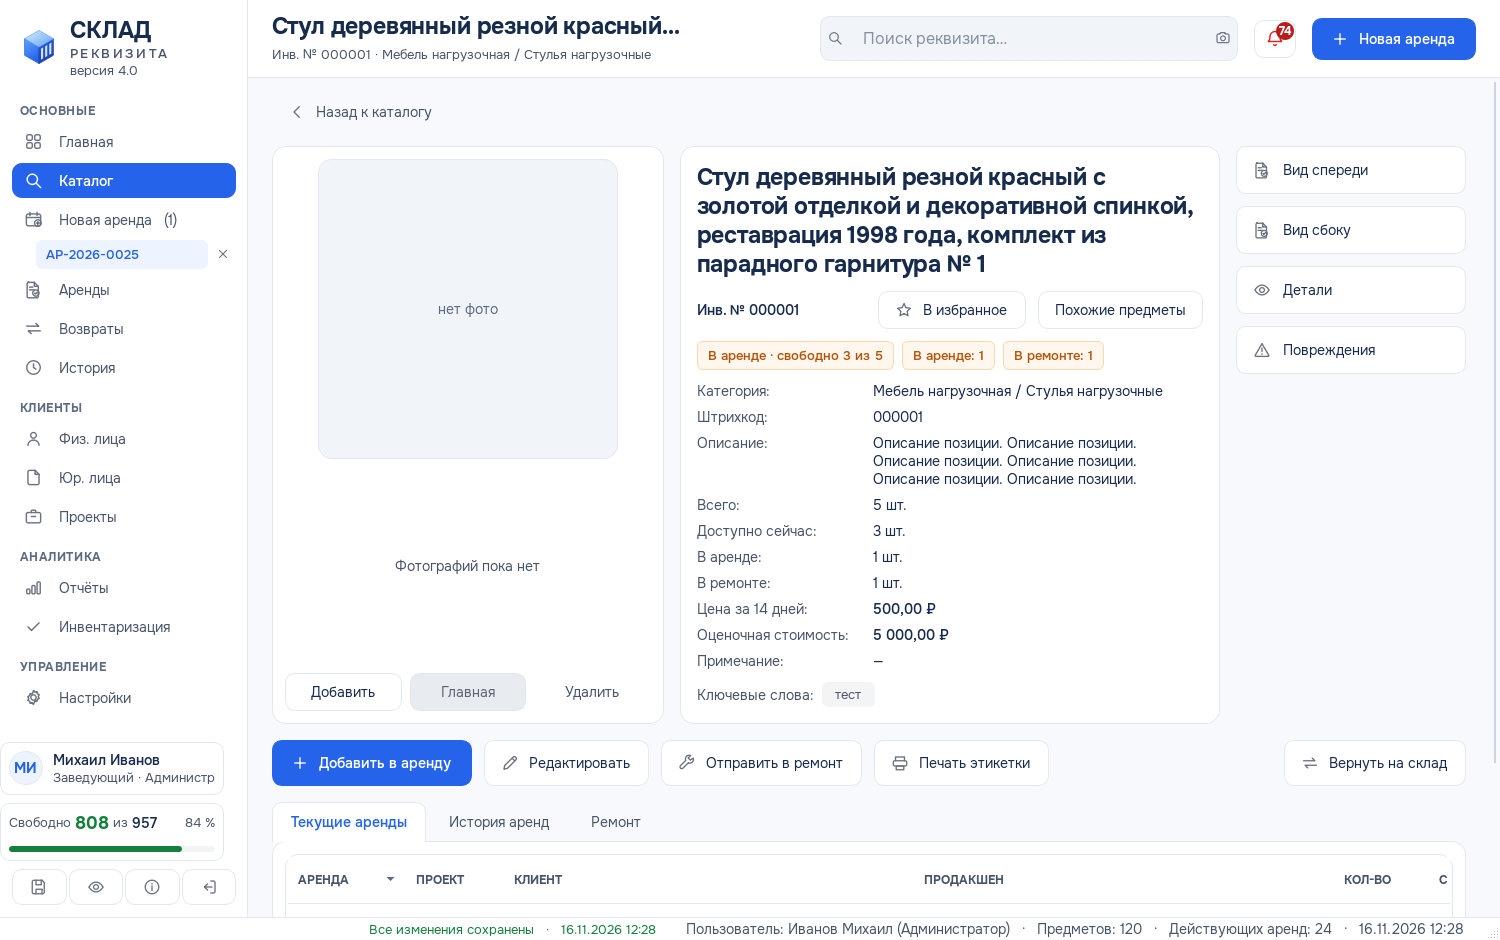 СКЛАД
РЕКВИЗИТА
версия 4.0
ОСНОВНЫЕ
Главная
Каталог
Новая аренда (1)
АР-2026-0025
Аренды
Возвраты
История
КЛИЕНТЫ
Физ. лица
Юр. лица
Проекты
АНАЛИТИКА
Отчёты
Инвентаризация
УПРАВЛЕНИЕ
Настройки
МИ
Михаил Иванов
Заведующий · Администр
Свободно 808 из 957 84 %
Стул деревянный резной красный…
Инв. № 000001 · Мебель нагрузочная / Стулья нагрузочные
Поиск реквизита…
74
Новая аренда
Назад к каталогу
нет фото
Фотографий пока нет
Добавить
Главная
Удалить
Стул деревянный резной красный с
золотой отделкой и декоративной спинкой,
реставрация 1998 года, комплект из
парадного гарнитура № 1
Инв. № 000001
В избранное
Похожие предметы
В аренде · свободно 3 из 5
В аренде: 1
В ремонте: 1
Категория: Мебель нагрузочная / Стулья нагрузочные
Штрихкод: 000001
Описание: Описание позиции. Описание позиции.
Описание позиции. Описание позиции.
Описание позиции. Описание позиции.
Всего: 5 шт.
Доступно сейчас: 3 шт.
В аренде: 1 шт.
В ремонте: 1 шт.
Цена за 14 дней: 500,00 ₽
Оценочная стоимость: 5 000,00 ₽
Примечание: —
Ключевые слова: тест
Вид спереди
Вид сбоку
Детали
Повреждения
Добавить в аренду
Редактировать
Отправить в ремонт
Печать этикетки
Вернуть на склад
Текущие аренды
История аренд
Ремонт
АРЕНДА ПРОЕКТ КЛИЕНТ ПРОДАКШЕН КОЛ-ВО С
Все изменения сохранены · 16.11.2026 12:28 Пользователь: Иванов Михаил (Администратор) · Предметов: 120 · Действующих аренд: 24 · 16.11.2026 12:28